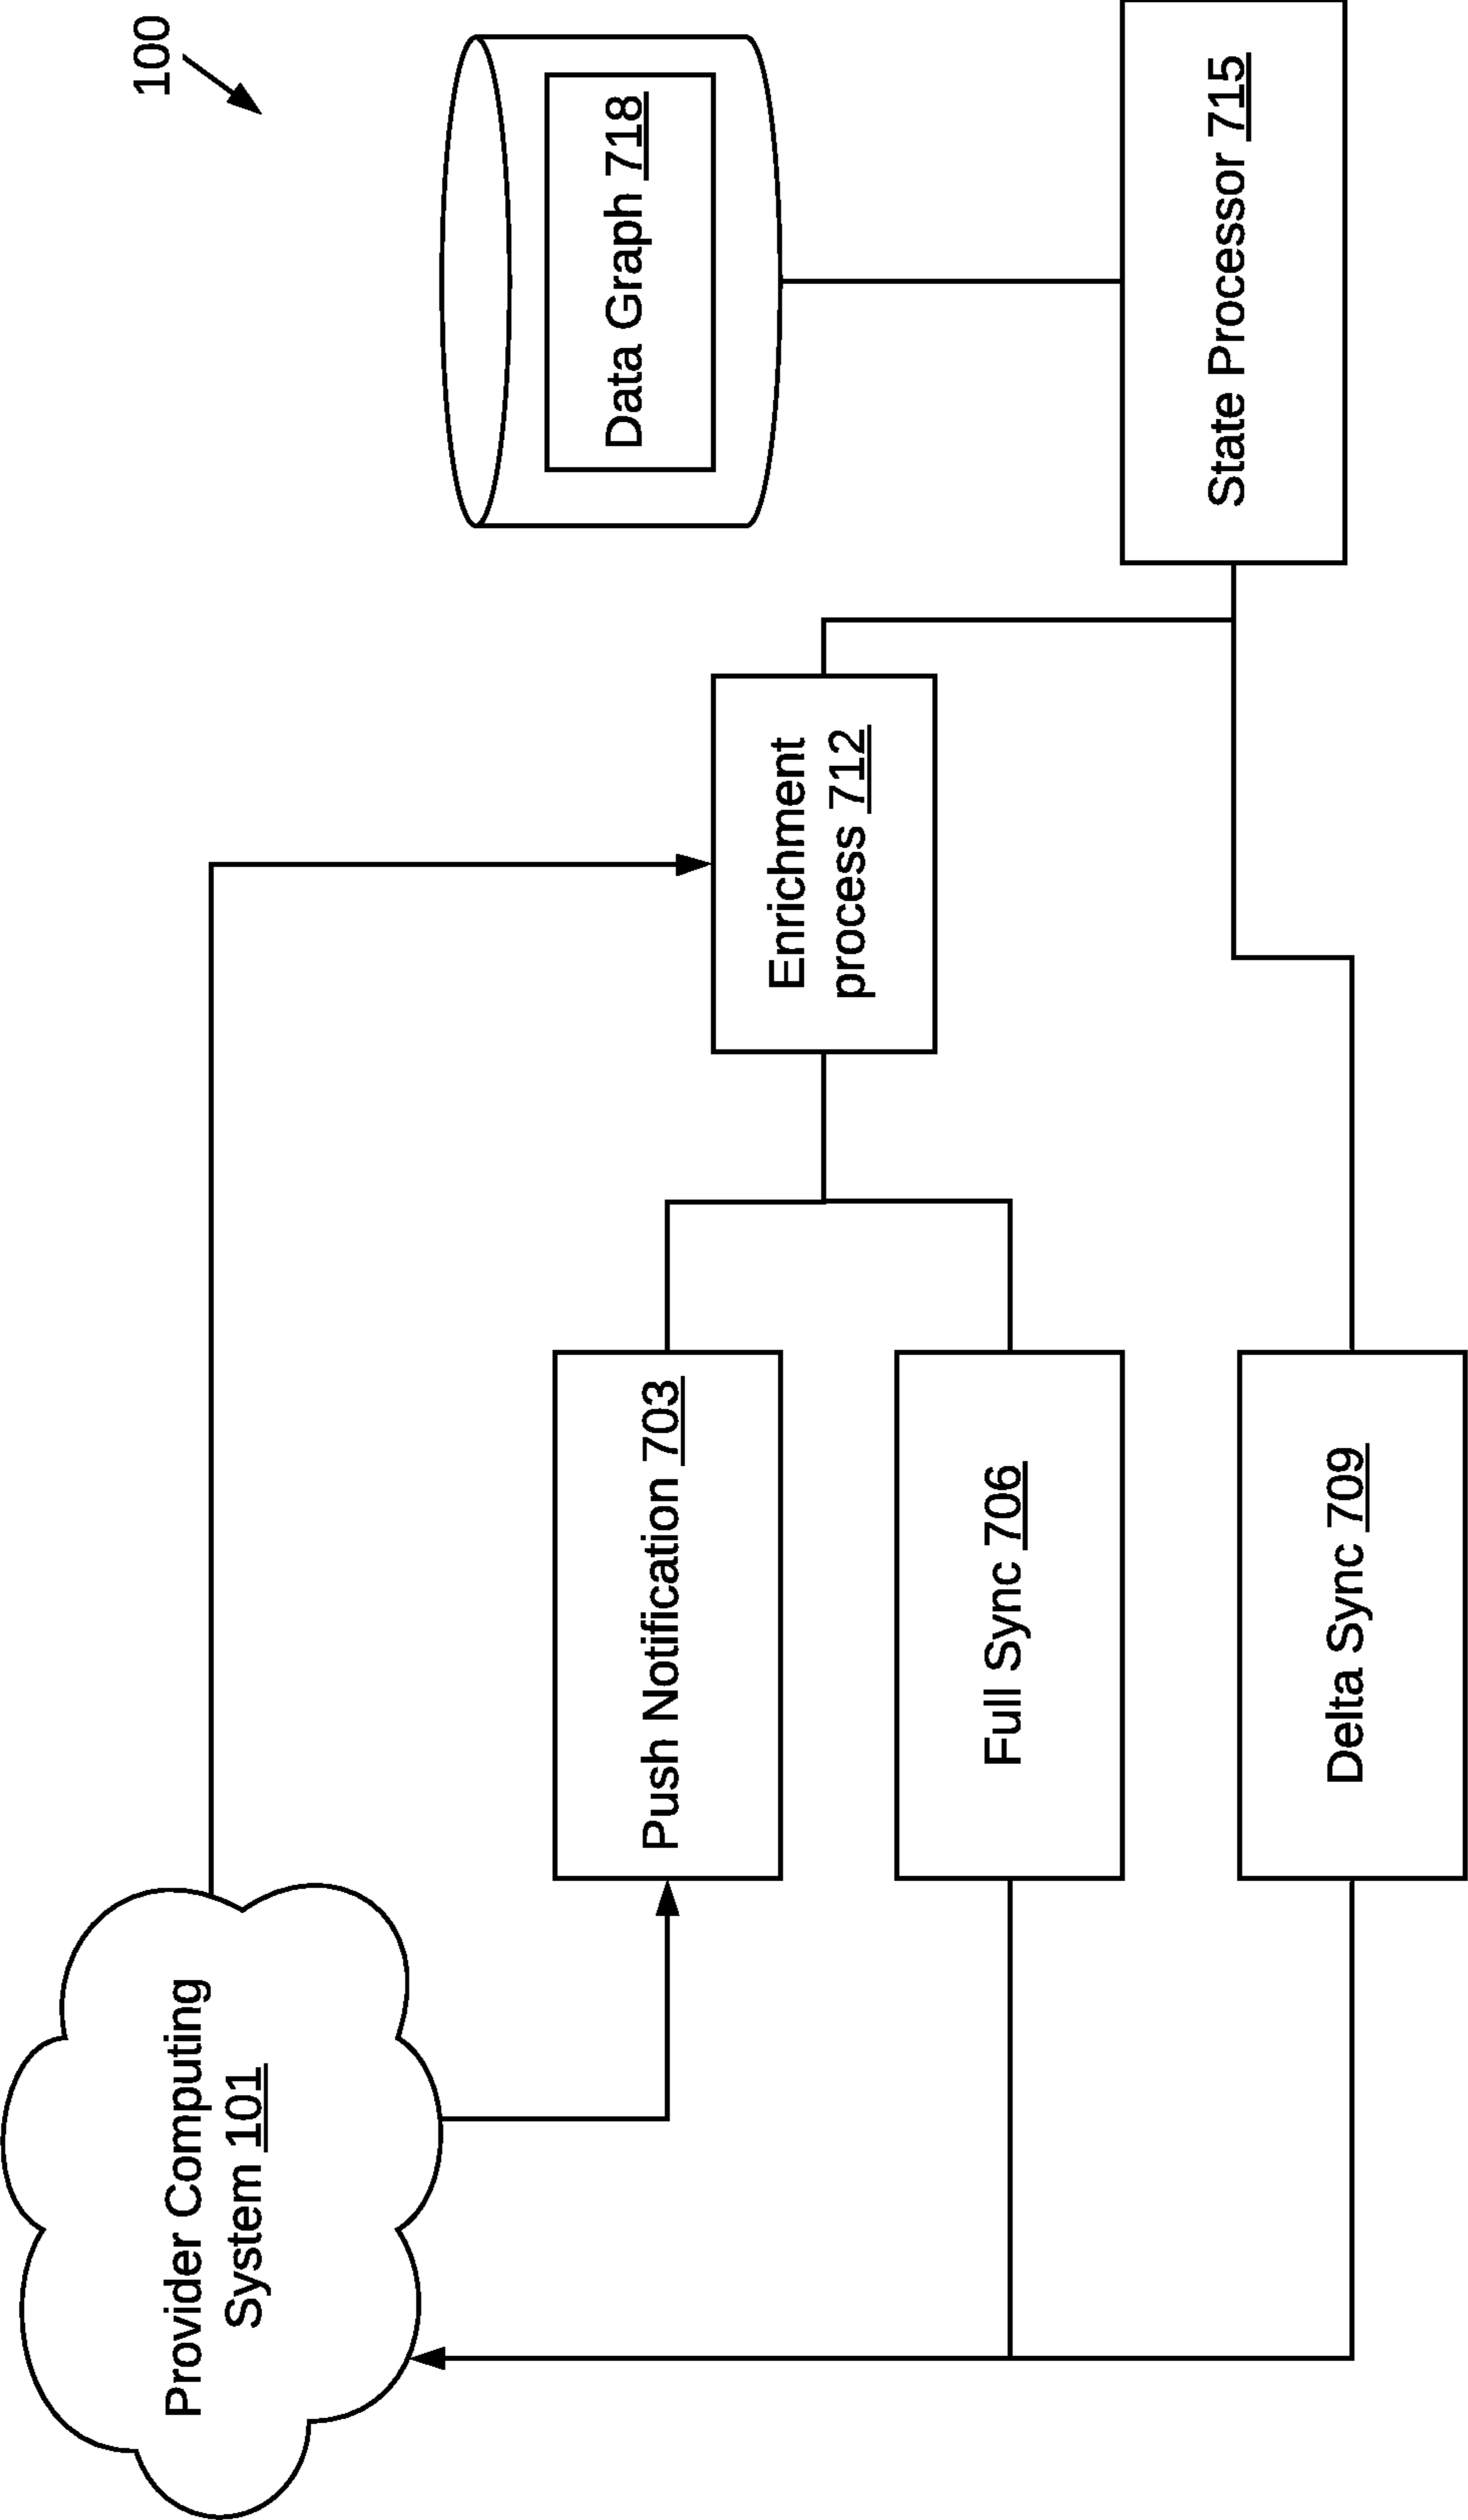 100
Provider Computing
System 101
Data Graph 718
Enrichment
process 712
Push Notification 703
Full Sync 706
State Processor 715
Delta Sync 709